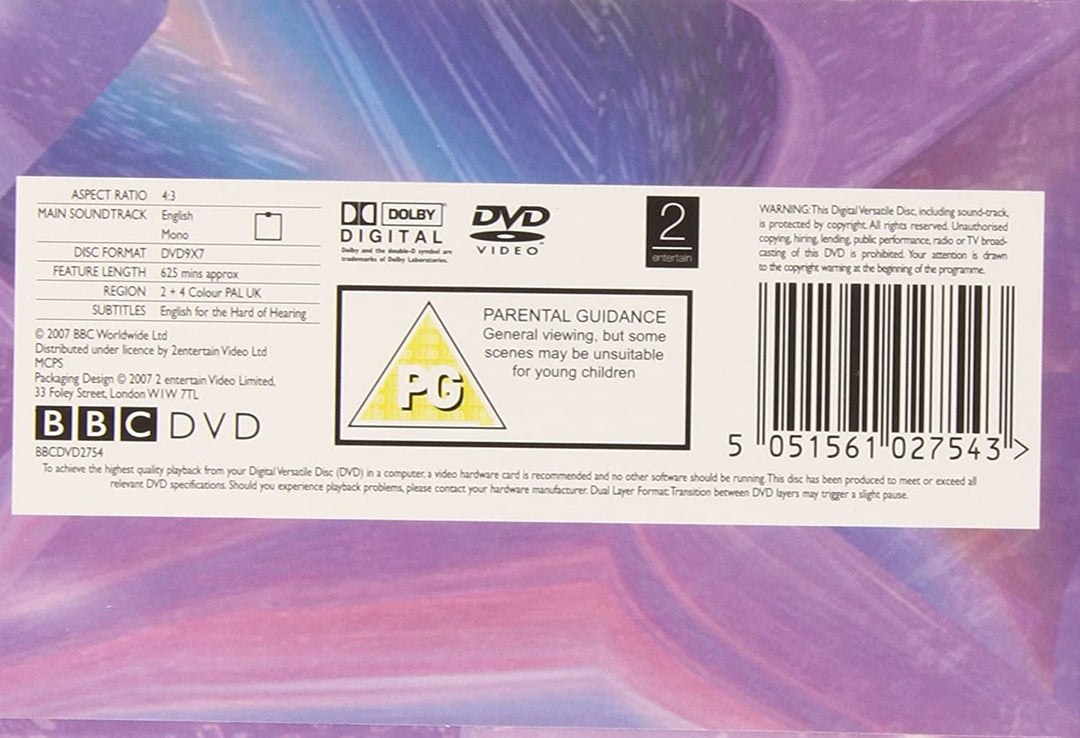 ASPECT RATIO 4:3
MAIN SOUNDTRACK English
Mono
DISC FORMAT DVD9X7
FEATURE LENGTH 625 mins approx
REGION 2 + 4 Colour PAL UK
SUBTITLES English for the Hard of Hearing
© 2007 BBC Worldwide Ltd
Distributed under licence by 2entertain Video Ltd
MCPS
Packaging Design © 2007 2 entertain Video Limited,
33 Foley Street, London W1W 7TL
BBC DVD
BBCDVD2754
DOLBY
DIGITAL
Dolby and the double-D symbol are
trademarks of Dolby Laboratories.
DVD
VIDEO
2
entertain
PG
PARENTAL GUIDANCE
General viewing, but some
scenes may be unsuitable
for young children
WARNING: This Digital Versatile Disc, including sound-track,
is protected by copyright. All rights reserved. Unauthorised
copying, hiring, lending, public performance, radio or TV broad-
casting of this DVD is prohibited. Your attention is drawn
to the copyright warning at the beginning of the programme.
5 051561 027543 >
To achieve the highest quality playback from your Digital Versatile Disc (DVD) in a computer, a video hardware card is recommended and no other software should be running. This disc has been produced to meet or exceed all
relevant DVD specifications. Should you experience playback problems, please contact your hardware manufacturer. Dual Layer Format: Transition between DVD layers may trigger a slight pause.